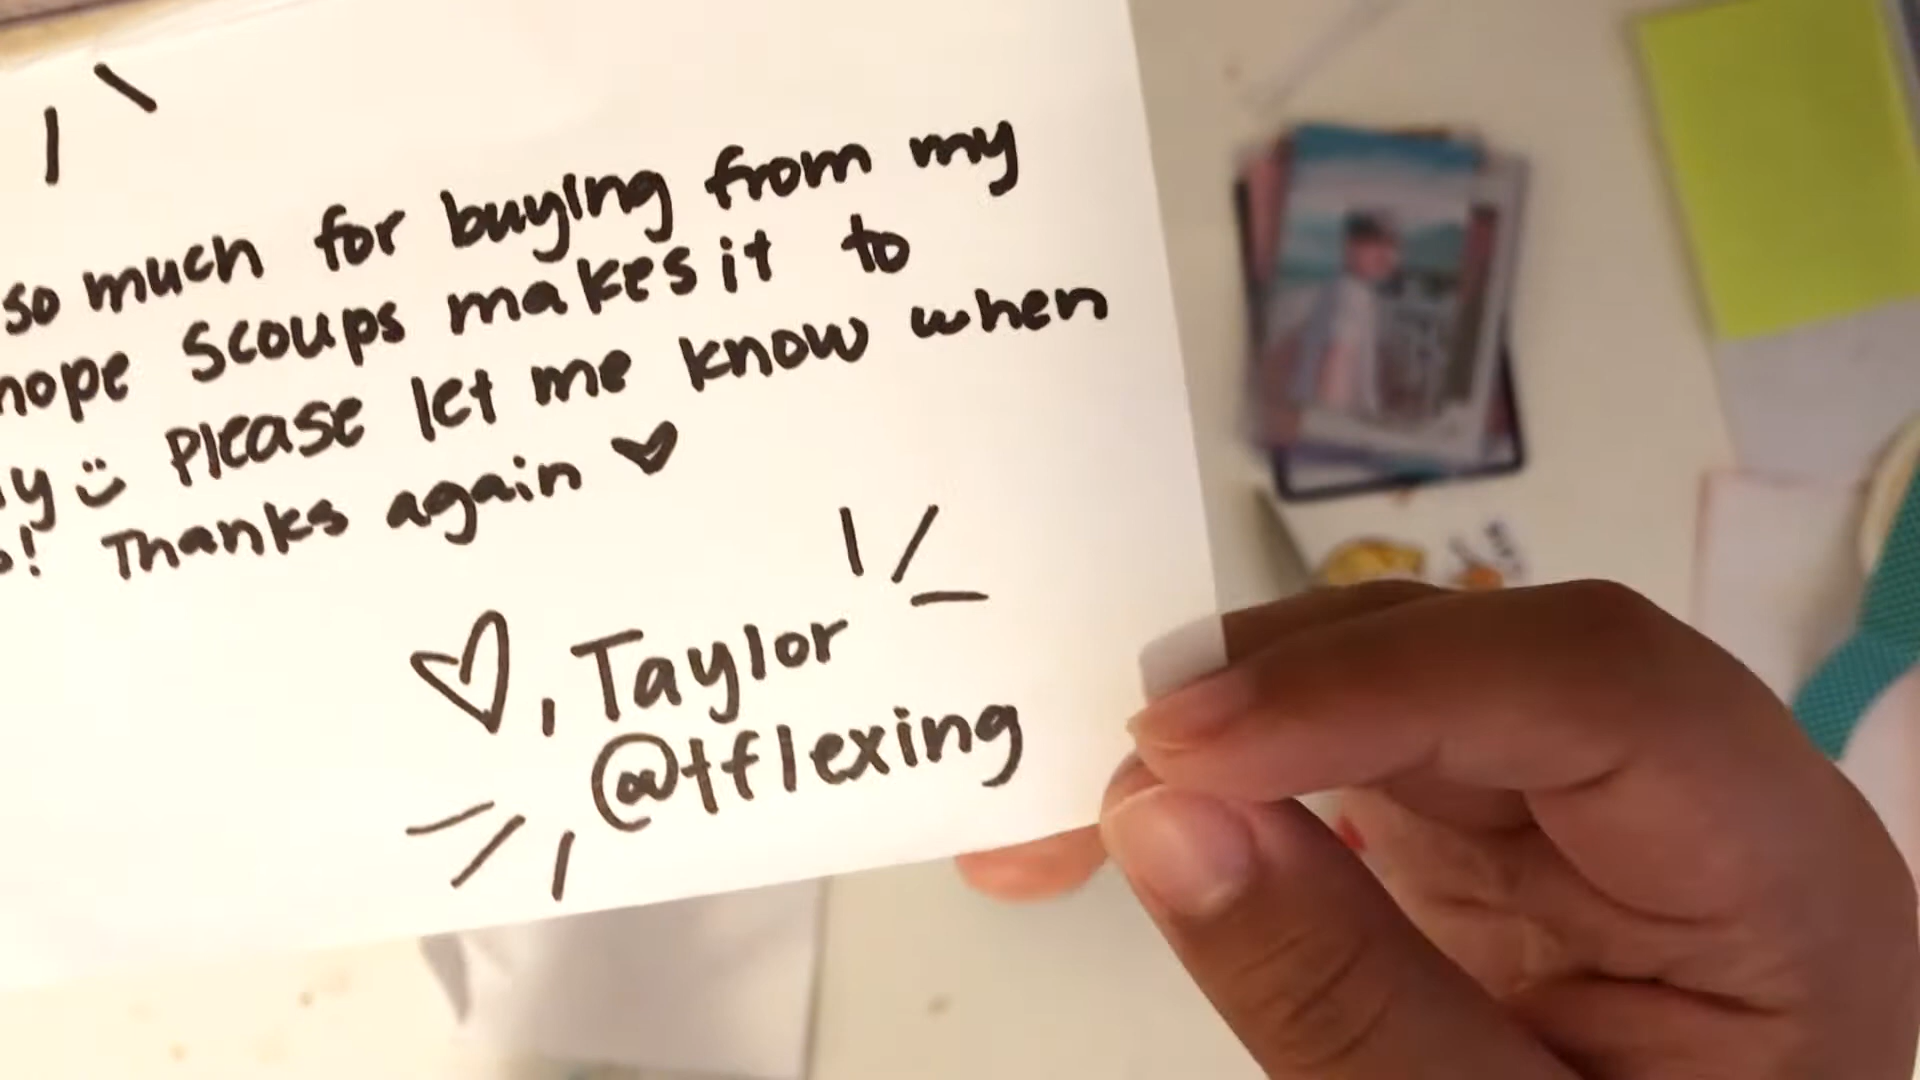 so much for buying from my
hope Scoups makes it to
Please let me know when
Thanks again
Taylor
@tflexing